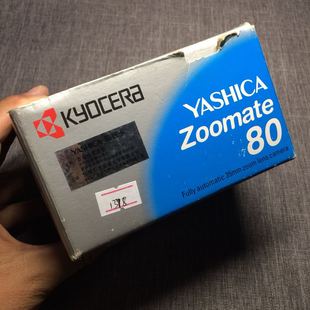 KYOCERA
YASHICA
Zoomate
80
Fully automatic 35mm zoom lens camera